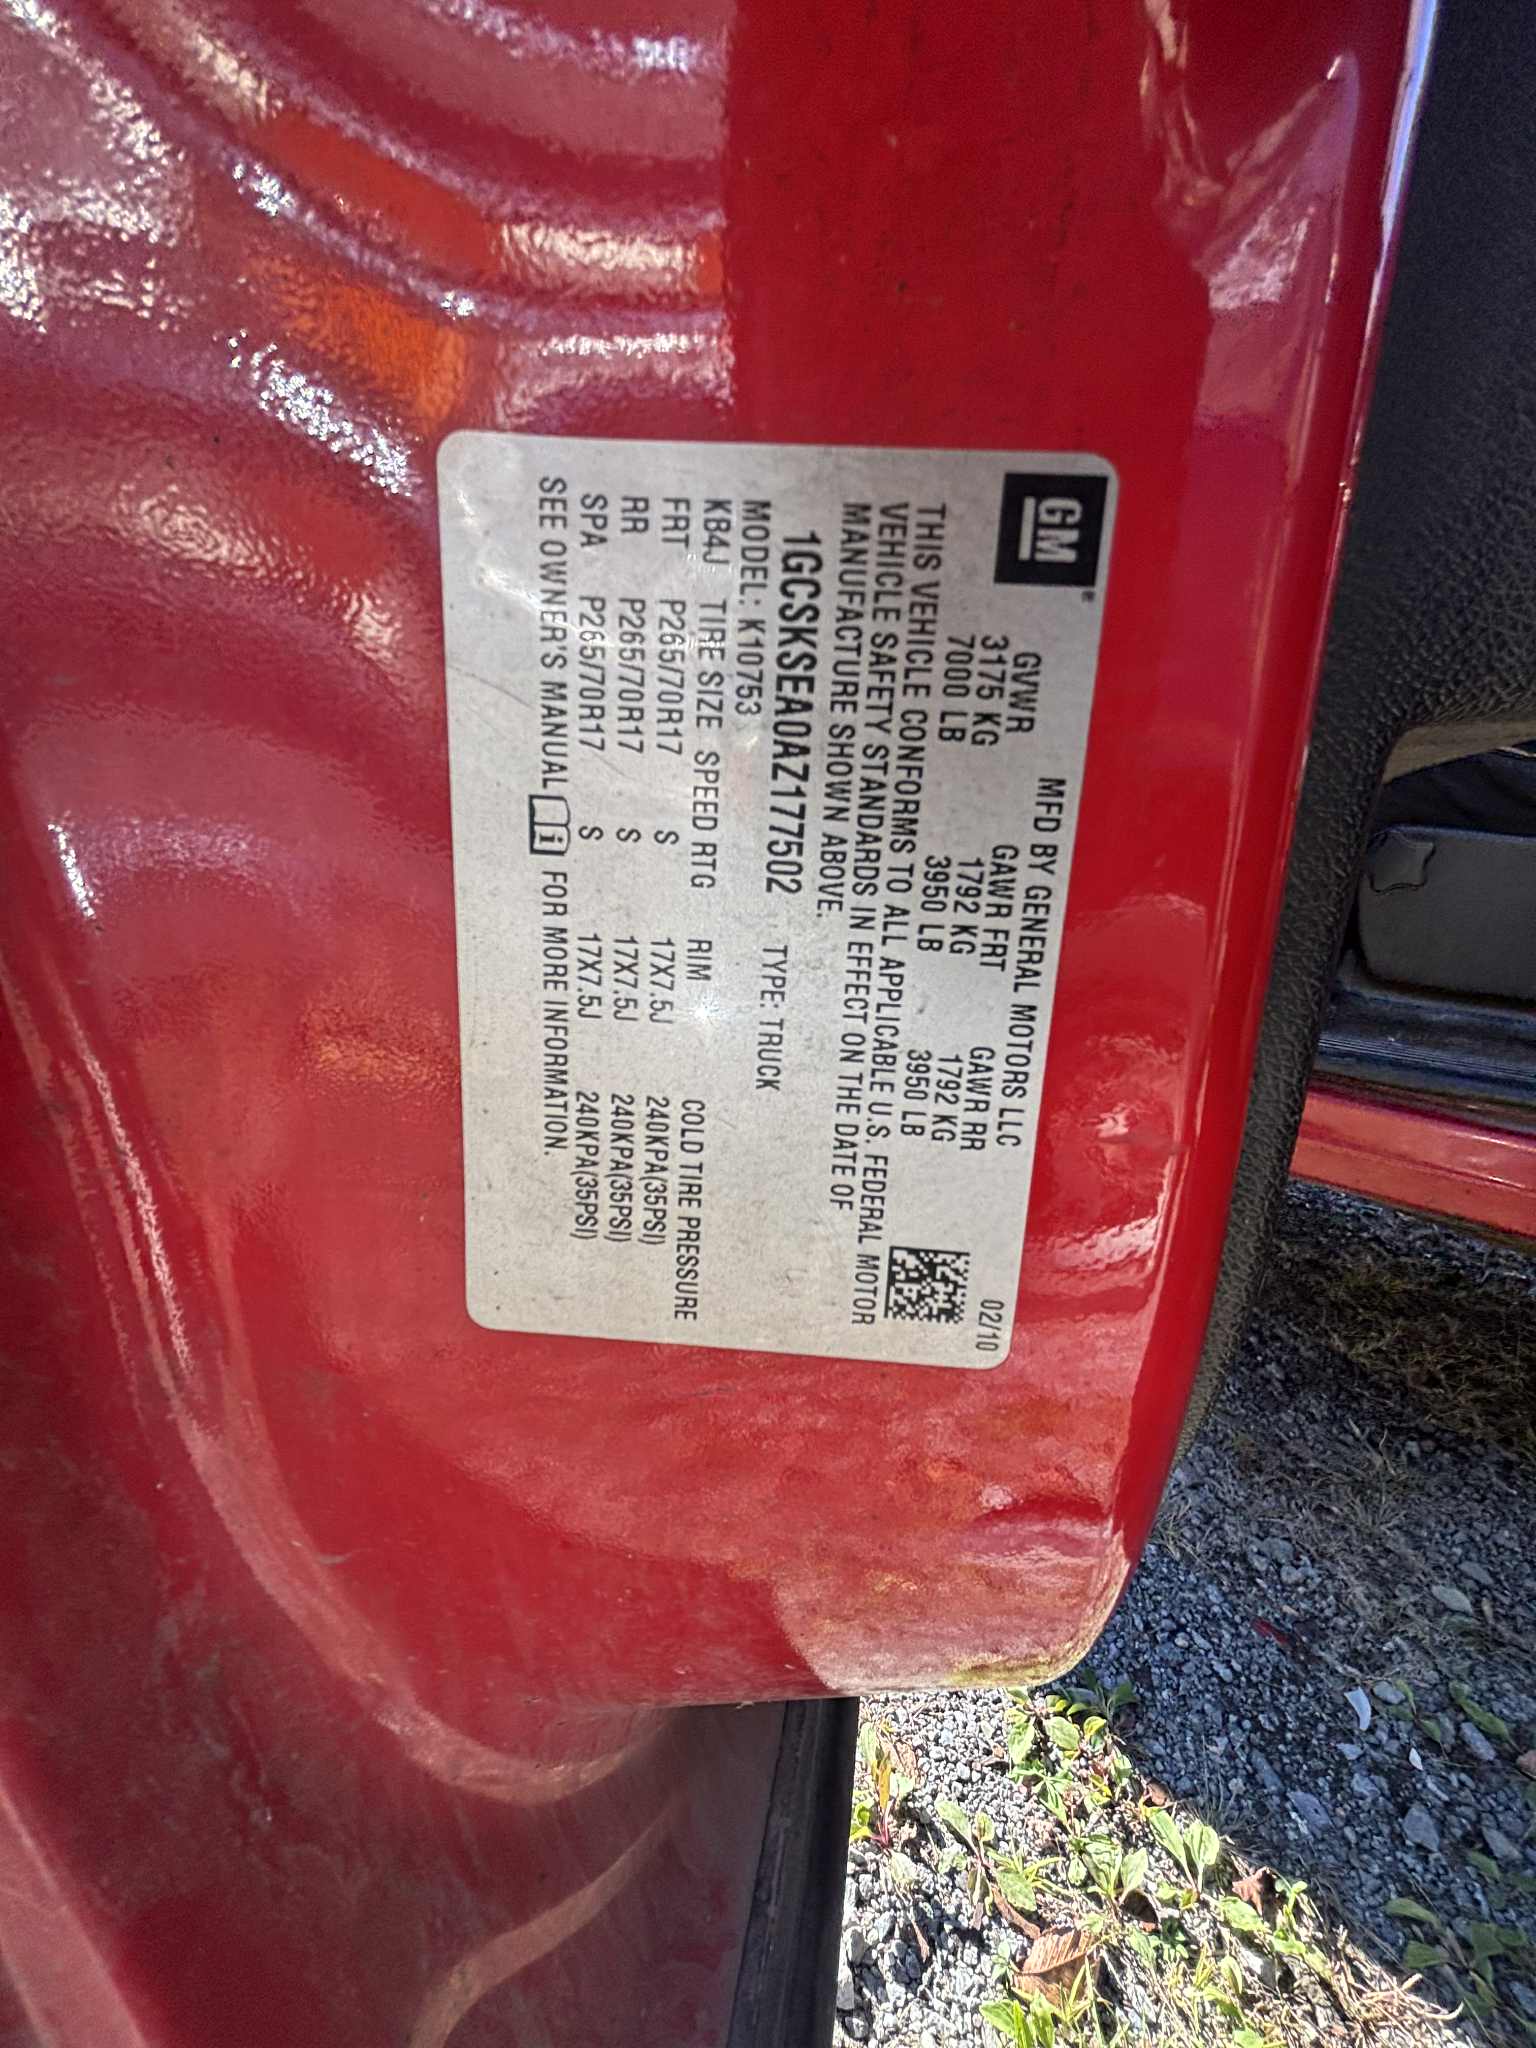 GM
MFD BY GENERAL MOTORS LLC 02/10
GVWR GAWR FRT GAWR RR
3175 KG 1792 KG 1792 KG
7000 LB 3950 LB 3950 LB
THIS VEHICLE CONFORMS TO ALL APPLICABLE U.S. FEDERAL MOTOR
VEHICLE SAFETY STANDARDS IN EFFECT ON THE DATE OF
MANUFACTURE SHOWN ABOVE.
1GCSKSEA0AZ177502 TYPE: TRUCK
MODEL: K10753
KB4J TIRE SIZE SPEED RTG RIM COLD TIRE PRESSURE
FRT P265/70R17 S 17X7.5J 240KPA(35PSI)
RR P265/70R17 S 17X7.5J 240KPA(35PSI)
SPA P265/70R17 S 17X7.5J 240KPA(35PSI)
SEE OWNER'S MANUAL i FOR MORE INFORMATION.